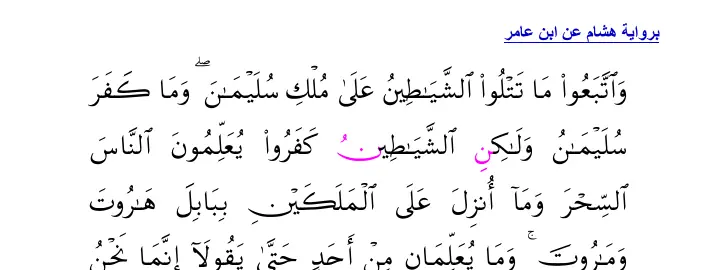 برواية هشام عن ابن عامر
وَٱتَّبَعُوا۟ مَا تَتْلُوا۟ ٱلشَّيَـٰطِينُ عَلَىٰ مُلْكِ سُلَيْمَـٰنَۖ وَمَا كَفَرَ
سُلَيْمَـٰنُ وَلَـٰكِنِ ٱلشَّيَـٰطِينُ كَفَرُوا۟ يُعَلِّمُونَ ٱلنَّاسَ
ٱلسِّحْرَ وَمَآ أُنزِلَ عَلَى ٱلْمَلَكَيْنِ بِبَابِلَ هَـٰرُوتَ
وَمَـٰرُوتَۚ وَمَا يُعَلِّمَانِ مِنْ أَحَدٍ حَتَّىٰ يَقُولَآ إِنَّمَا نَحْنُ